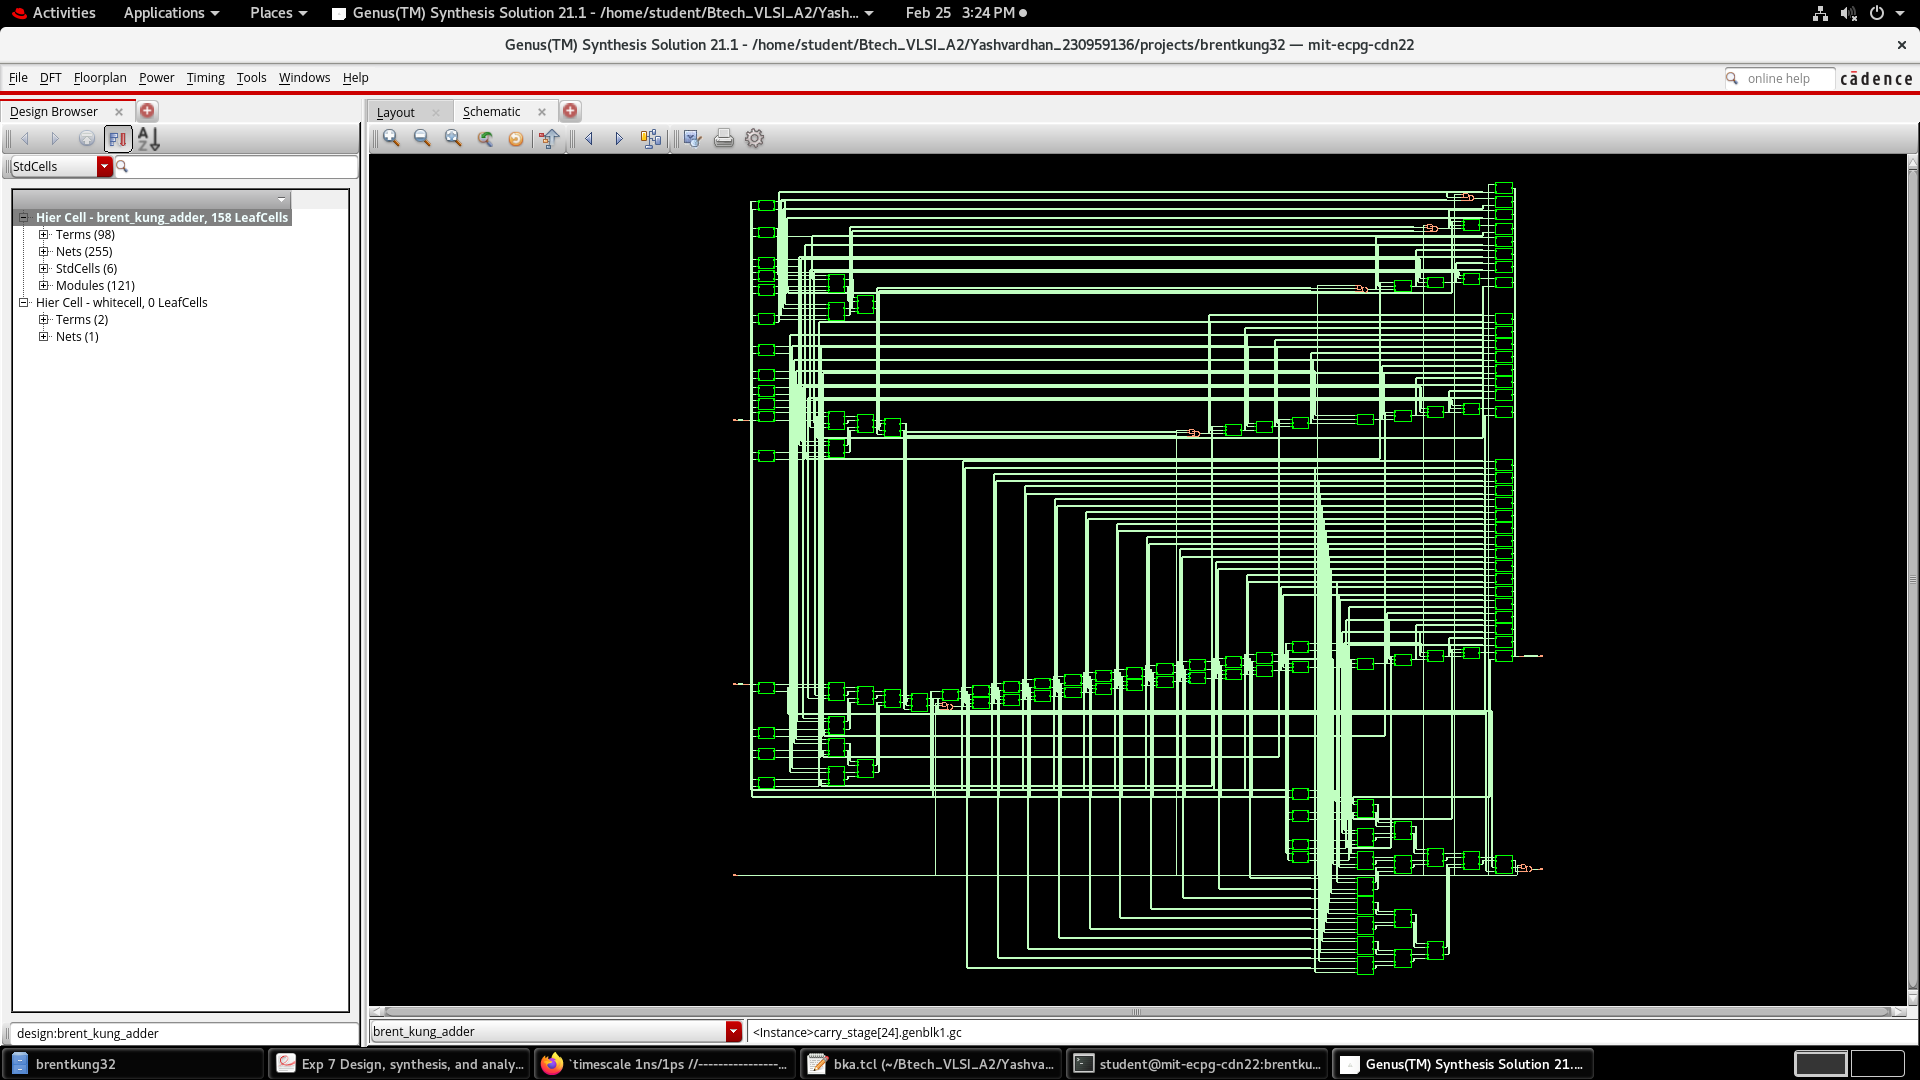 Activities Applications Places Genus(TM) Synthesis Solution 21.1 - /home/student/Btech_VLSI_A2/Yash... Feb 25 3:24 PM
Genus(TM) Synthesis Solution 21.1 - /home/student/Btech_VLSI_A2/Yashvardhan_230959136/projects/brentkung32 — mit-ecpg-cdn22
File DFT Floorplan Power Timing Tools Windows Help online help cādence
Design Browser Layout Schematic
StdCells
Hier Cell - brent_kung_adder, 158 LeafCells
Terms (98)
Nets (255)
StdCells (6)
Modules (121)
Hier Cell - whitecell, 0 LeafCells
Terms (2)
Nets (1)
design:brent_kung_adder brent_kung_adder <Instance>carry_stage[24].genblk1.gc
brentkung32 Exp 7 Design, synthesis, and analy... `timescale 1ns/1ps //----------------... bka.tcl (~/Btech_VLSI_A2/Yashva... student@mit-ecpg-cdn22:brentku... Genus(TM) Synthesis Solution 21....